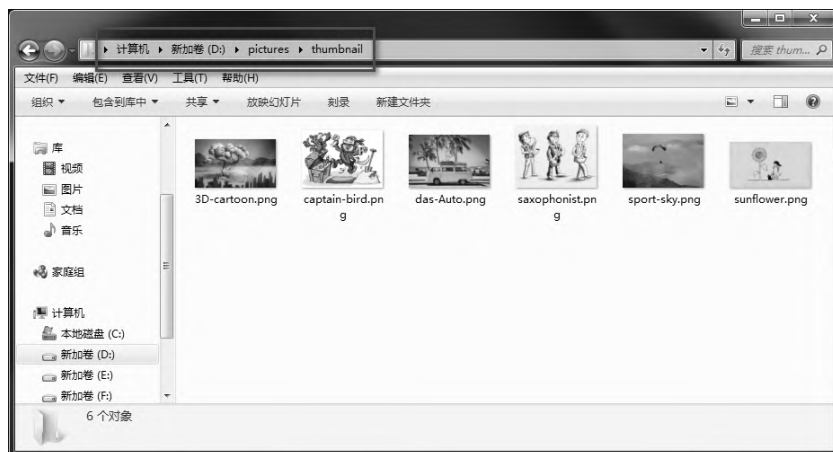 计算机 新加卷 (D:) pictures thumbnail
搜索 thum...
文件(F) 编辑(E) 查看(V) 工具(T) 帮助(H)
组织 包含到库中 共享 放映幻灯片 刻录 新建文件夹
库
视频
图片
文档
音乐
家庭组
计算机
本地磁盘 (C:)
新加卷 (D:)
新加卷 (E:)
新加卷 (F:)
3D-cartoon.png
captain-bird.pn
g
das-Auto.png
saxophonist.pn
g
sport-sky.png
sunflower.png
6 个对象